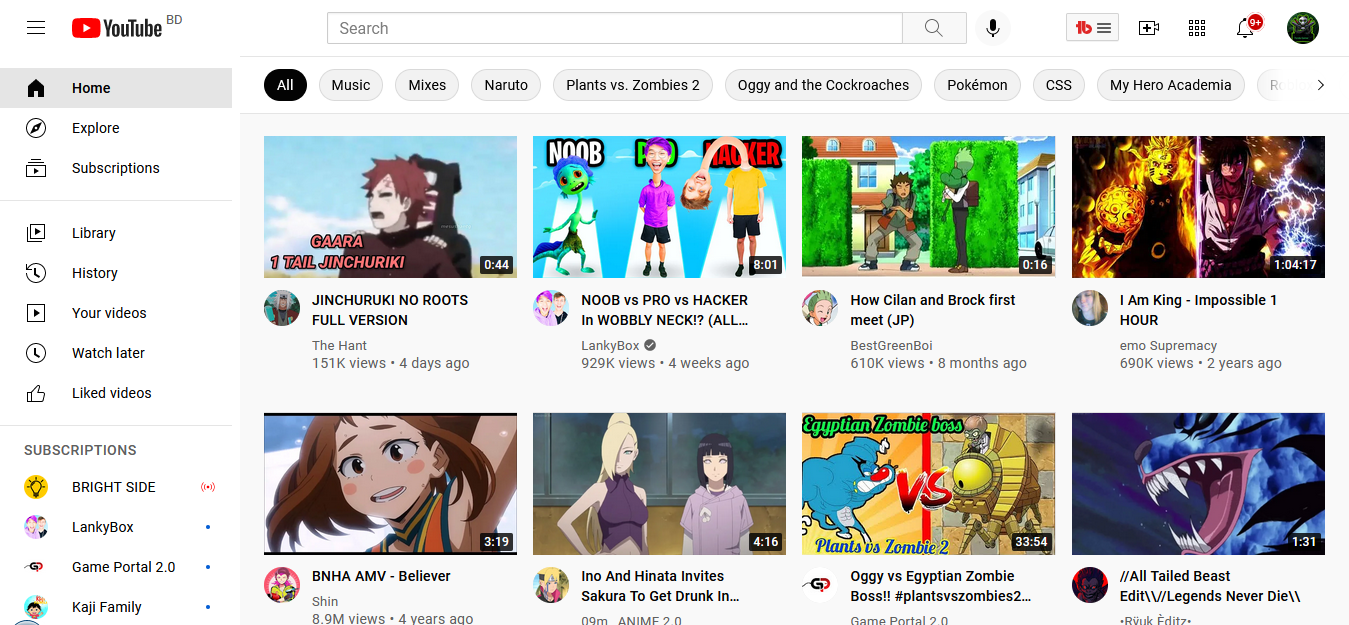 YouTube BD
Search
9+
Home
Explore
Subscriptions
Library
History
Your videos
Watch later
Liked videos
SUBSCRIPTIONS
BRIGHT SIDE
LankyBox
Game Portal 2.0
Kaji Family
All
Music
Mixes
Naruto
Plants vs. Zombies 2
Oggy and the Cockroaches
Pokémon
CSS
My Hero Academia
GAARA
1 TAIL JINCHURIKI
0:44
JINCHURUKI NO ROOTS
FULL VERSION
The Hant
151K views • 4 days ago
NOOB PRO HACKER
8:01
NOOB vs PRO vs HACKER
In WOBBLY NECK!? (ALL…
LankyBox
929K views • 4 weeks ago
0:16
How Cilan and Brock first
meet (JP)
BestGreenBoi
610K views • 8 months ago
1:04:17
I Am King - Impossible 1
HOUR
emo Supremacy
690K views • 2 years ago
3:19
BNHA AMV - Believer
Shin
8.9M views • 4 years ago
4:16
Ino And Hinata Invites
Sakura To Get Drunk In…
09m_ ANIME 2.0
Egyptian Zombie boss
VS
Plants vs Zombie 2
33:54
Oggy vs Egyptian Zombie
Boss!! #plantsvszombies2…
GP
Game Portal 2.0
1:31
//All Tailed Beast
Edit\\//Legends Never Die\\
•Rÿuk Èditz•